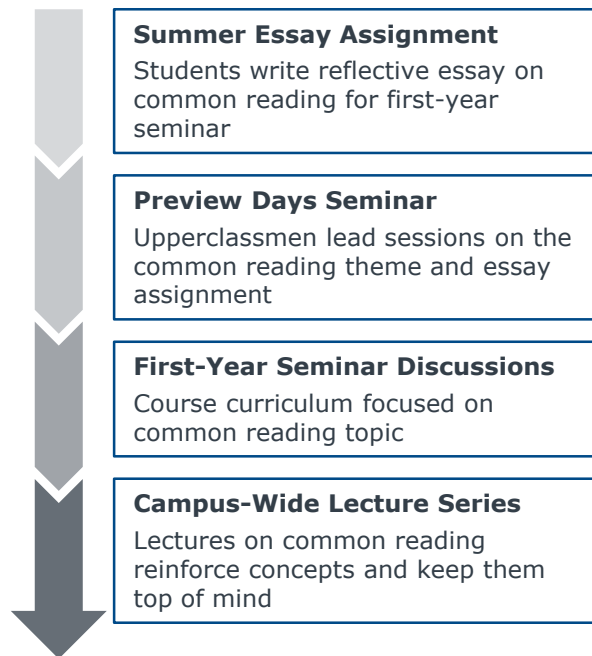 Summer Essay Assignment
Students write reflective essay on
common reading for first-year
seminar
Preview Days Seminar
Upperclassmen lead sessions on the
common reading theme and essay
assignment
First-Year Seminar Discussions
Course curriculum focused on
common reading topic
Campus-Wide Lecture Series
Lectures on common reading
reinforce concepts and keep them
top of mind